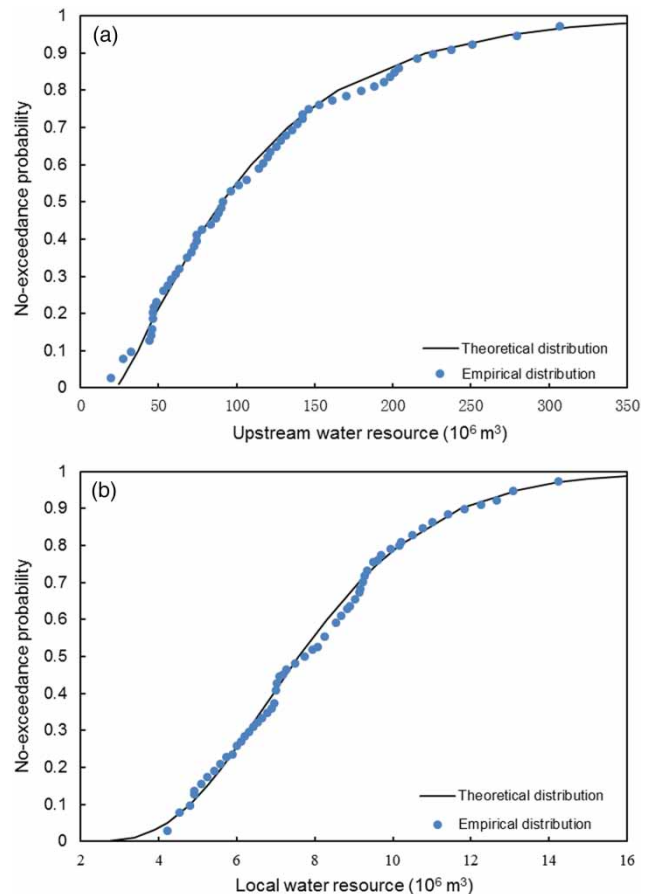 (a)
No-exceedance probability
1
0.9
0.8
0.7
0.6
0.5
0.4
0.3
0.2
0.1
0
Theoretical distribution
Empirical distribution
0 50 100 150 200 250 300 350
Upstream water resource (10⁶ m³)
(b)
No-exceedance probability
1
0.9
0.8
0.7
0.6
0.5
0.4
0.3
0.2
0.1
0
Theoretical distribution
Empirical distribution
2 4 6 8 10 12 14 16
Local water resource (10⁶ m³)